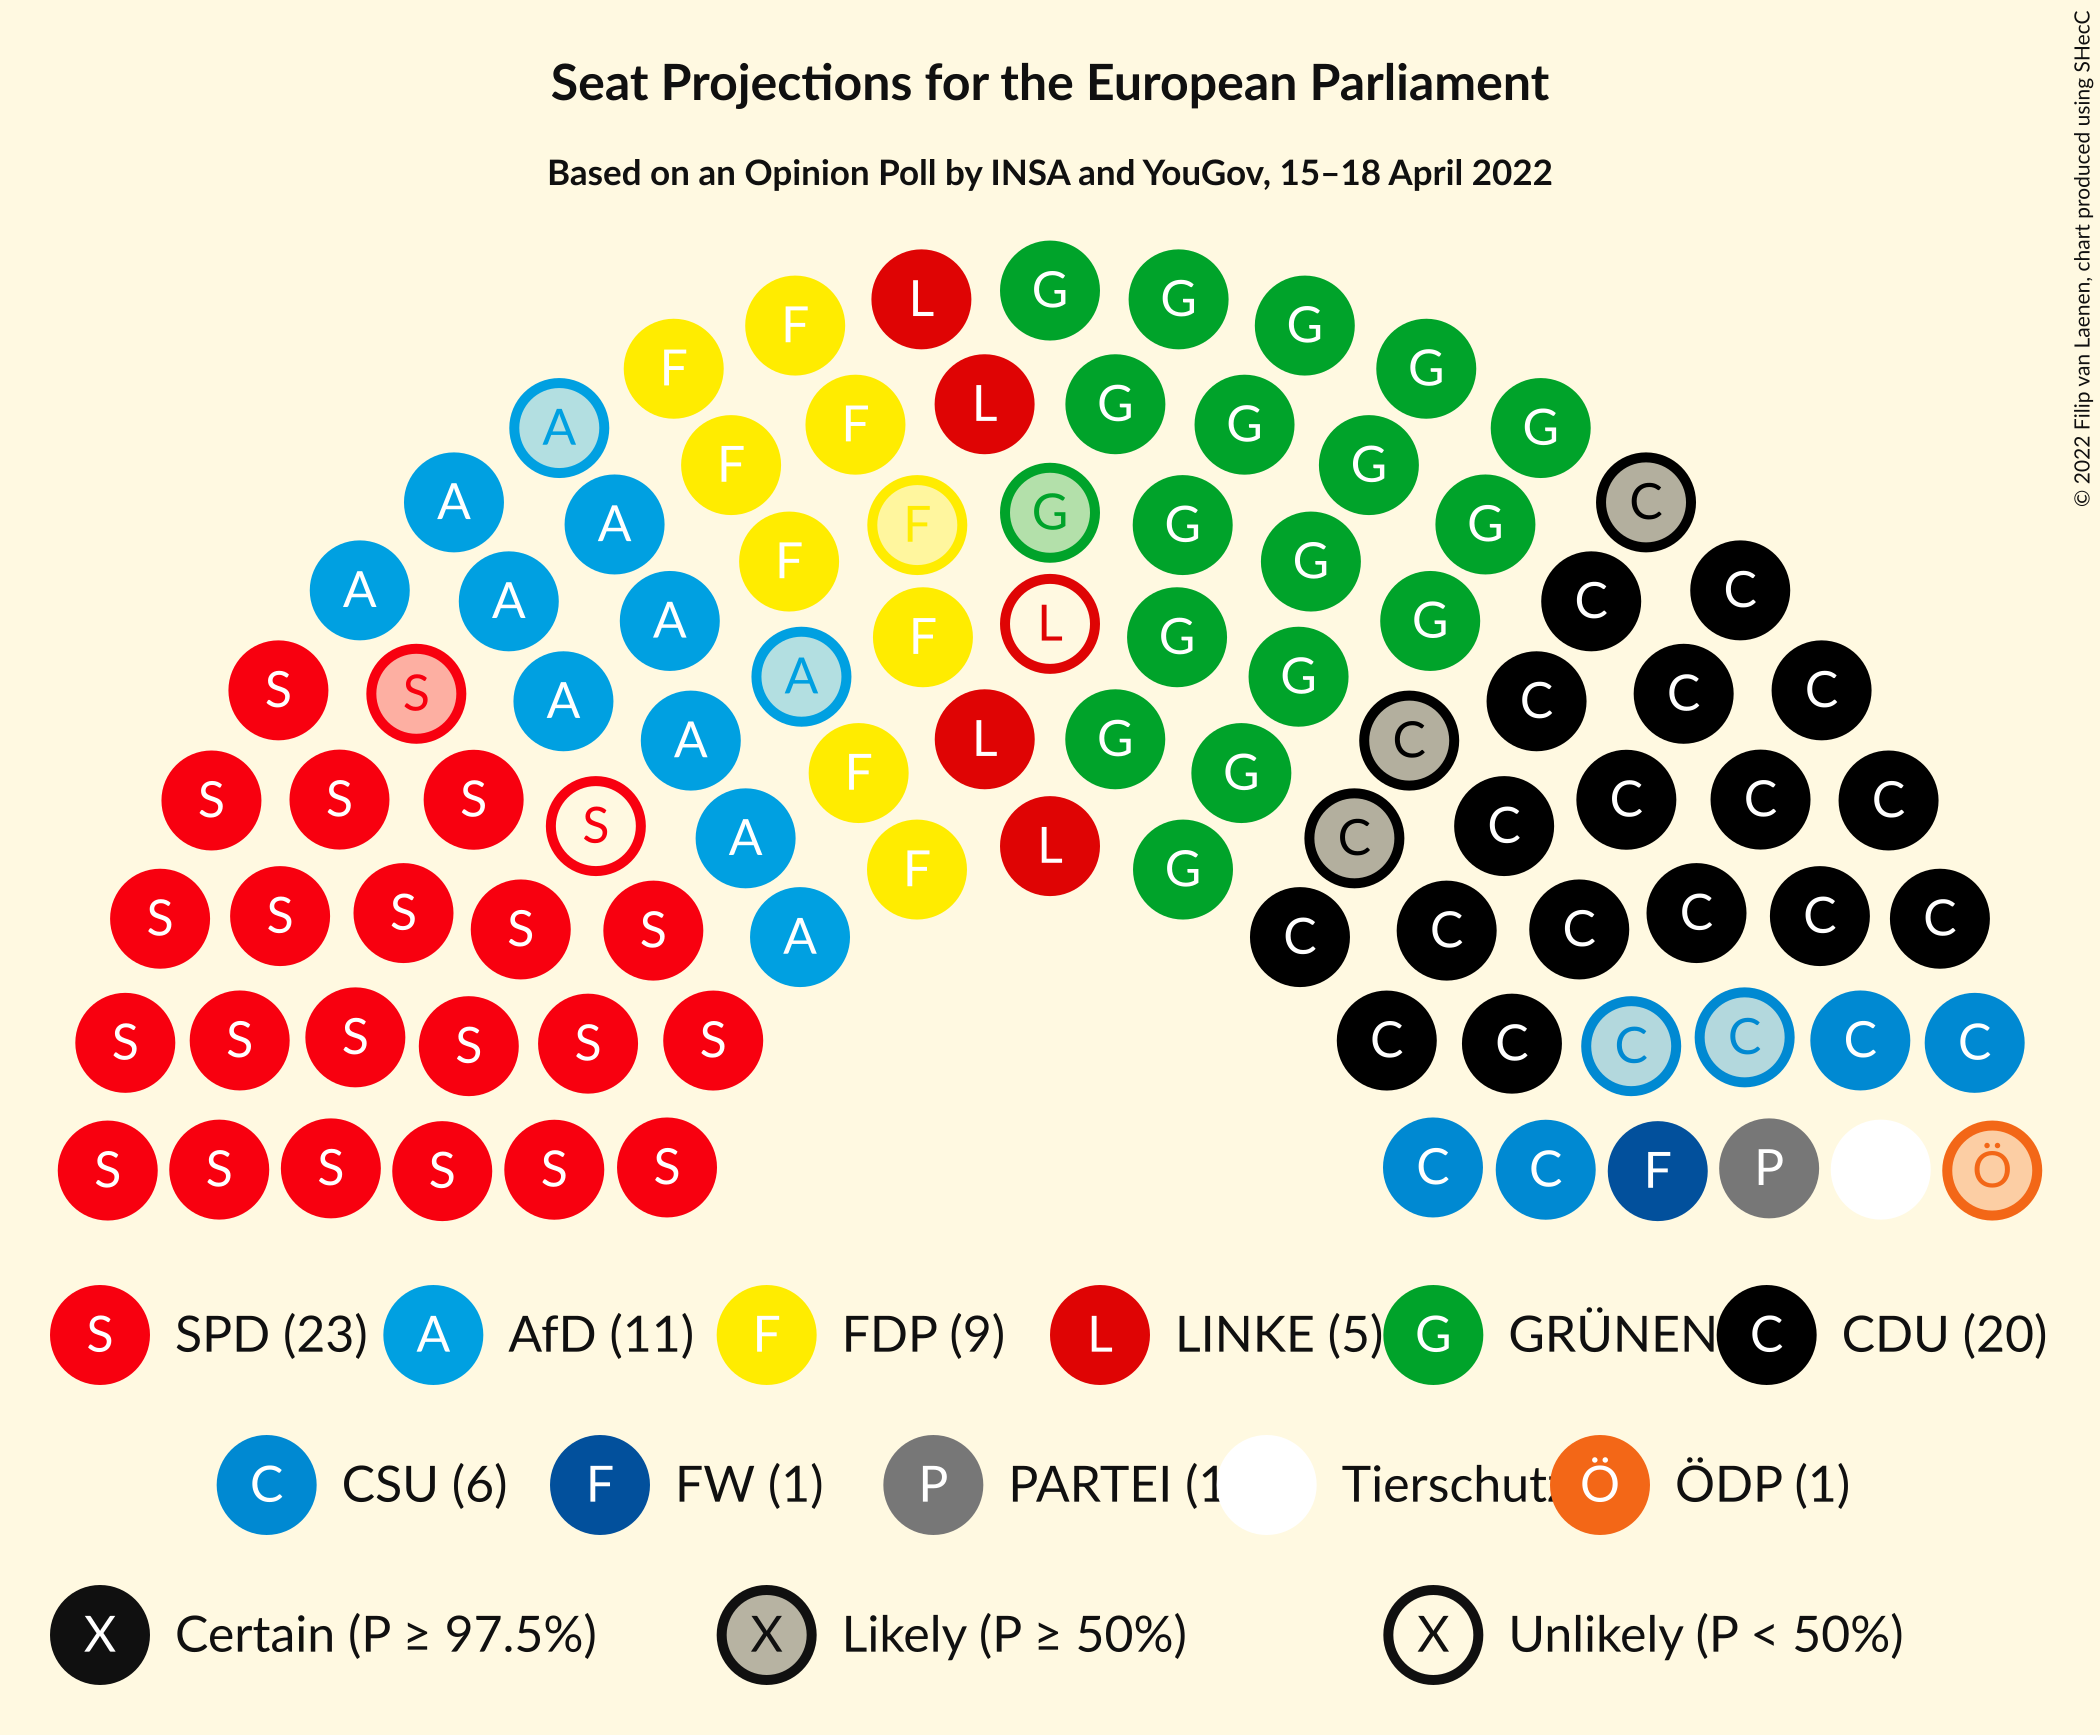 © 2022 Filip van Laenen, chart produced using SHecC
Seat Projections for the European Parliament
Based on an Opinion Poll by INSA and YouGov, 15–18 April 2022
L G G
F G
F G
L G
A F G G
F G
A G C
A F G G
F G
A A C C
A F L G G
A G
S S A C C C
A L G C
F G
S S S C C C
S A L C C
F G
S S S S S A C C C C C C
S S S S S S C C C C C C
S S S S S S C C F P Ö
S SPD (23) A AfD (11) F FDP (9) L LINKE (5) G GRÜNEN C CDU (20)
C CSU (6) F FW (1) P PARTEI (1 Tierschutz Ö ÖDP (1)
X Certain (P ≥ 97.5%) X Likely (P ≥ 50%) X Unlikely (P < 50%)